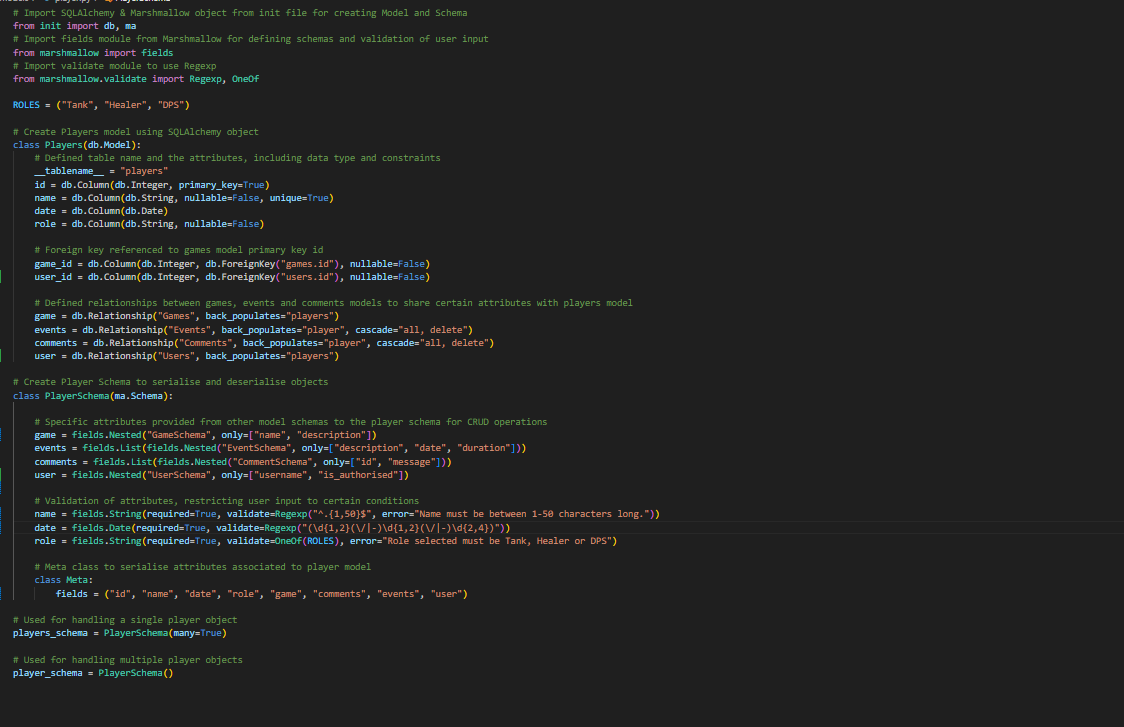 # Import SQLAlchemy & Marshmallow object from init file for creating Model and Schema
from init import db, ma
# Import fields module from Marshmallow for defining schemas and validation of user input
from marshmallow import fields
# Import validate module to use Regexp
from marshmallow.validate import Regexp, OneOf

ROLES = ("Tank", "Healer", "DPS")

# Create Players model using SQLAlchemy object
class Players(db.Model):
    # Defined table name and the attributes, including data type and constraints
    __tablename__ = "players"
    id = db.Column(db.Integer, primary_key=True)
    name = db.Column(db.String, nullable=False, unique=True)
    date = db.Column(db.Date)
    role = db.Column(db.String, nullable=False)

    # Foreign key referenced to games model primary key id
    game_id = db.Column(db.Integer, db.ForeignKey("games.id"), nullable=False)
    user_id = db.Column(db.Integer, db.ForeignKey("users.id"), nullable=False)

    # Defined relationships between games, events and comments models to share certain attributes with players model
    game = db.Relationship("Games", back_populates="players")
    events = db.Relationship("Events", back_populates="player", cascade="all, delete")
    comments = db.Relationship("Comments", back_populates="player", cascade="all, delete")
    user = db.Relationship("Users", back_populates="players")

# Create Player Schema to serialise and deserialise objects
class PlayerSchema(ma.Schema):

    # Specific attributes provided from other model schemas to the player schema for CRUD operations
    game = fields.Nested("GameSchema", only=["name", "description"])
    events = fields.List(fields.Nested("EventSchema", only=["description", "date", "duration"]))
    comments = fields.List(fields.Nested("CommentSchema", only=["id", "message"]))
    user = fields.Nested("UserSchema", only=["username", "is_authorised"])

    # Validation of attributes, restricting user input to certain conditions
    name = fields.String(required=True, validate=Regexp("^.{1,50}$", error="Name must be between 1-50 characters long."))
    date = fields.Date(required=True, validate=Regexp("(\d{1,2}(\/|-)\d{1,2}(\/|-)\d{2,4})"))
    role = fields.String(required=True, validate=OneOf(ROLES), error="Role selected must be Tank, Healer or DPS")

    # Meta class to serialise attributes associated to player model
    class Meta:
        fields = ("id", "name", "date", "role", "game", "comments", "events", "user")

# Used for handling a single player object
players_schema = PlayerSchema(many=True)

# Used for handling multiple player objects
player_schema = PlayerSchema()